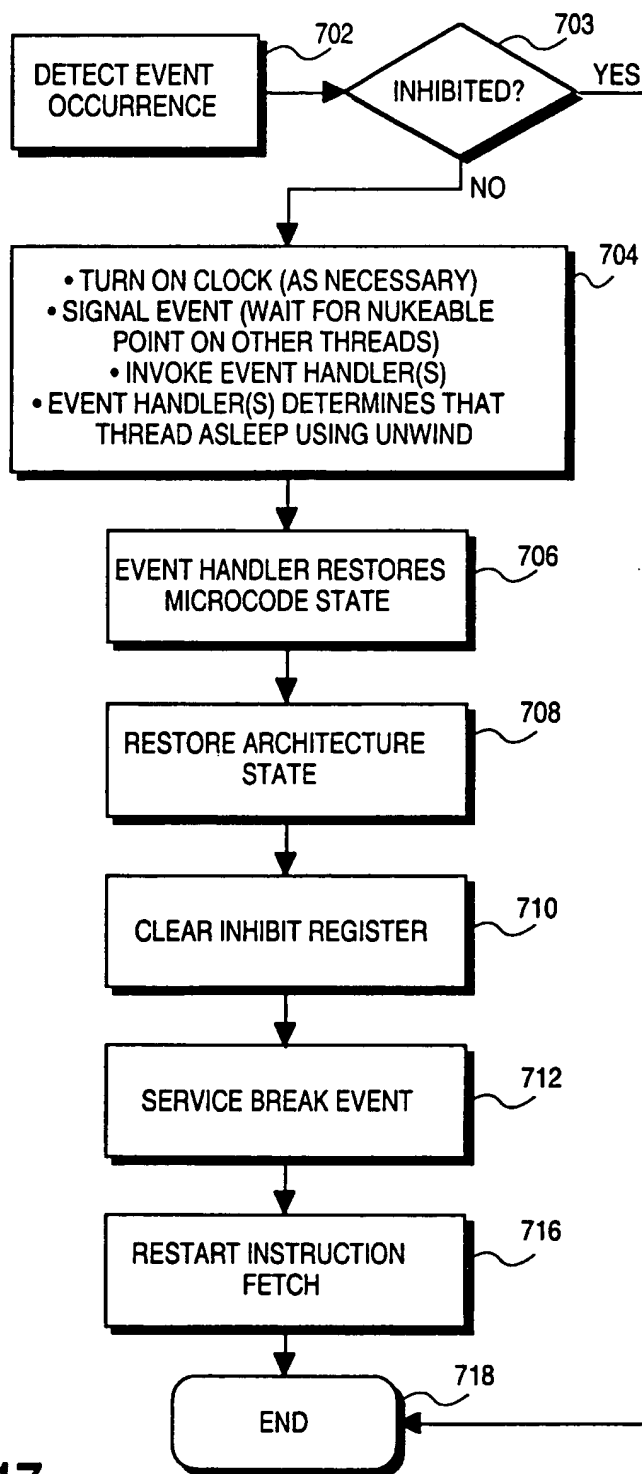 702
DETECT EVENT
OCCURRENCE
703
INHIBITED?
YES
NO
704
• TURN ON CLOCK (AS NECESSARY)
• SIGNAL EVENT (WAIT FOR NUKEABLE
POINT ON OTHER THREADS)
• INVOKE EVENT HANDLER(S)
• EVENT HANDLER(S) DETERMINES THAT
THREAD ASLEEP USING UNWIND
706
EVENT HANDLER RESTORES
MICROCODE STATE
708
RESTORE ARCHITECTURE
STATE
710
CLEAR INHIBIT REGISTER
712
SERVICE BREAK EVENT
716
RESTART INSTRUCTION
FETCH
718
END